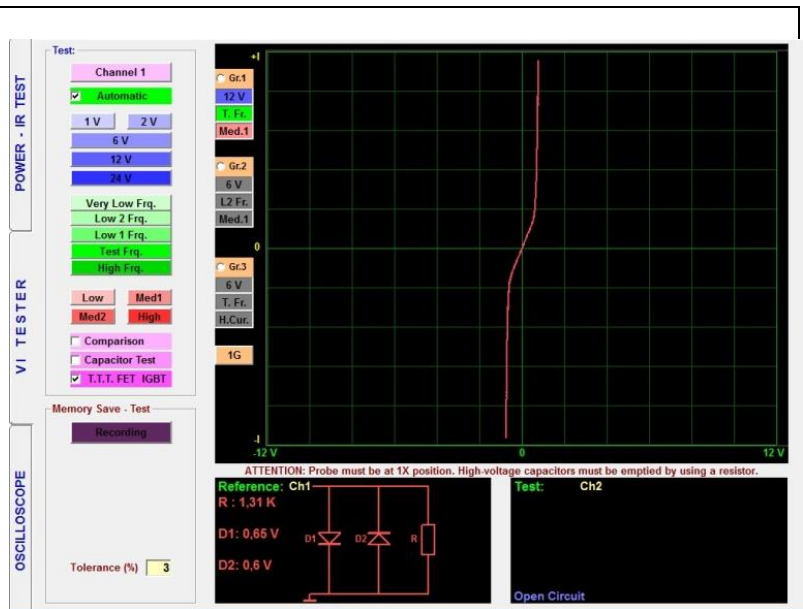 POWER - IR TEST
VI TESTER
OSCILLOSCOPE
Test:
Channel 1
Automatic
1 V
2 V
6 V
12 V
24 V
Very Low Frq.
Low 2 Frq.
Low 1 Frq.
Test Frq.
High Frq.
Low
Med1
Med2
High
Comparison
Capacitor Test
T.T.T. FET IGBT
Memory Save - Test
Recording
Tolerance (%)
3
Gr.1
12 V
T. Fr.
Med.1
Gr.2
6 V
L2 Fr.
Med.1
Gr.3
6 V
T. Fr.
H.Cur.
1G
+I
0
-I
-12 V
0
12 V
ATTENTION: Probe must be at 1X position. High-voltage capacitors must be emptied by using a resistor.
Reference: Ch1
R : 1,31 K
D1: 0,65 V
D2: 0,6 V
D1
D2
R
Test: Ch2
Open Circuit